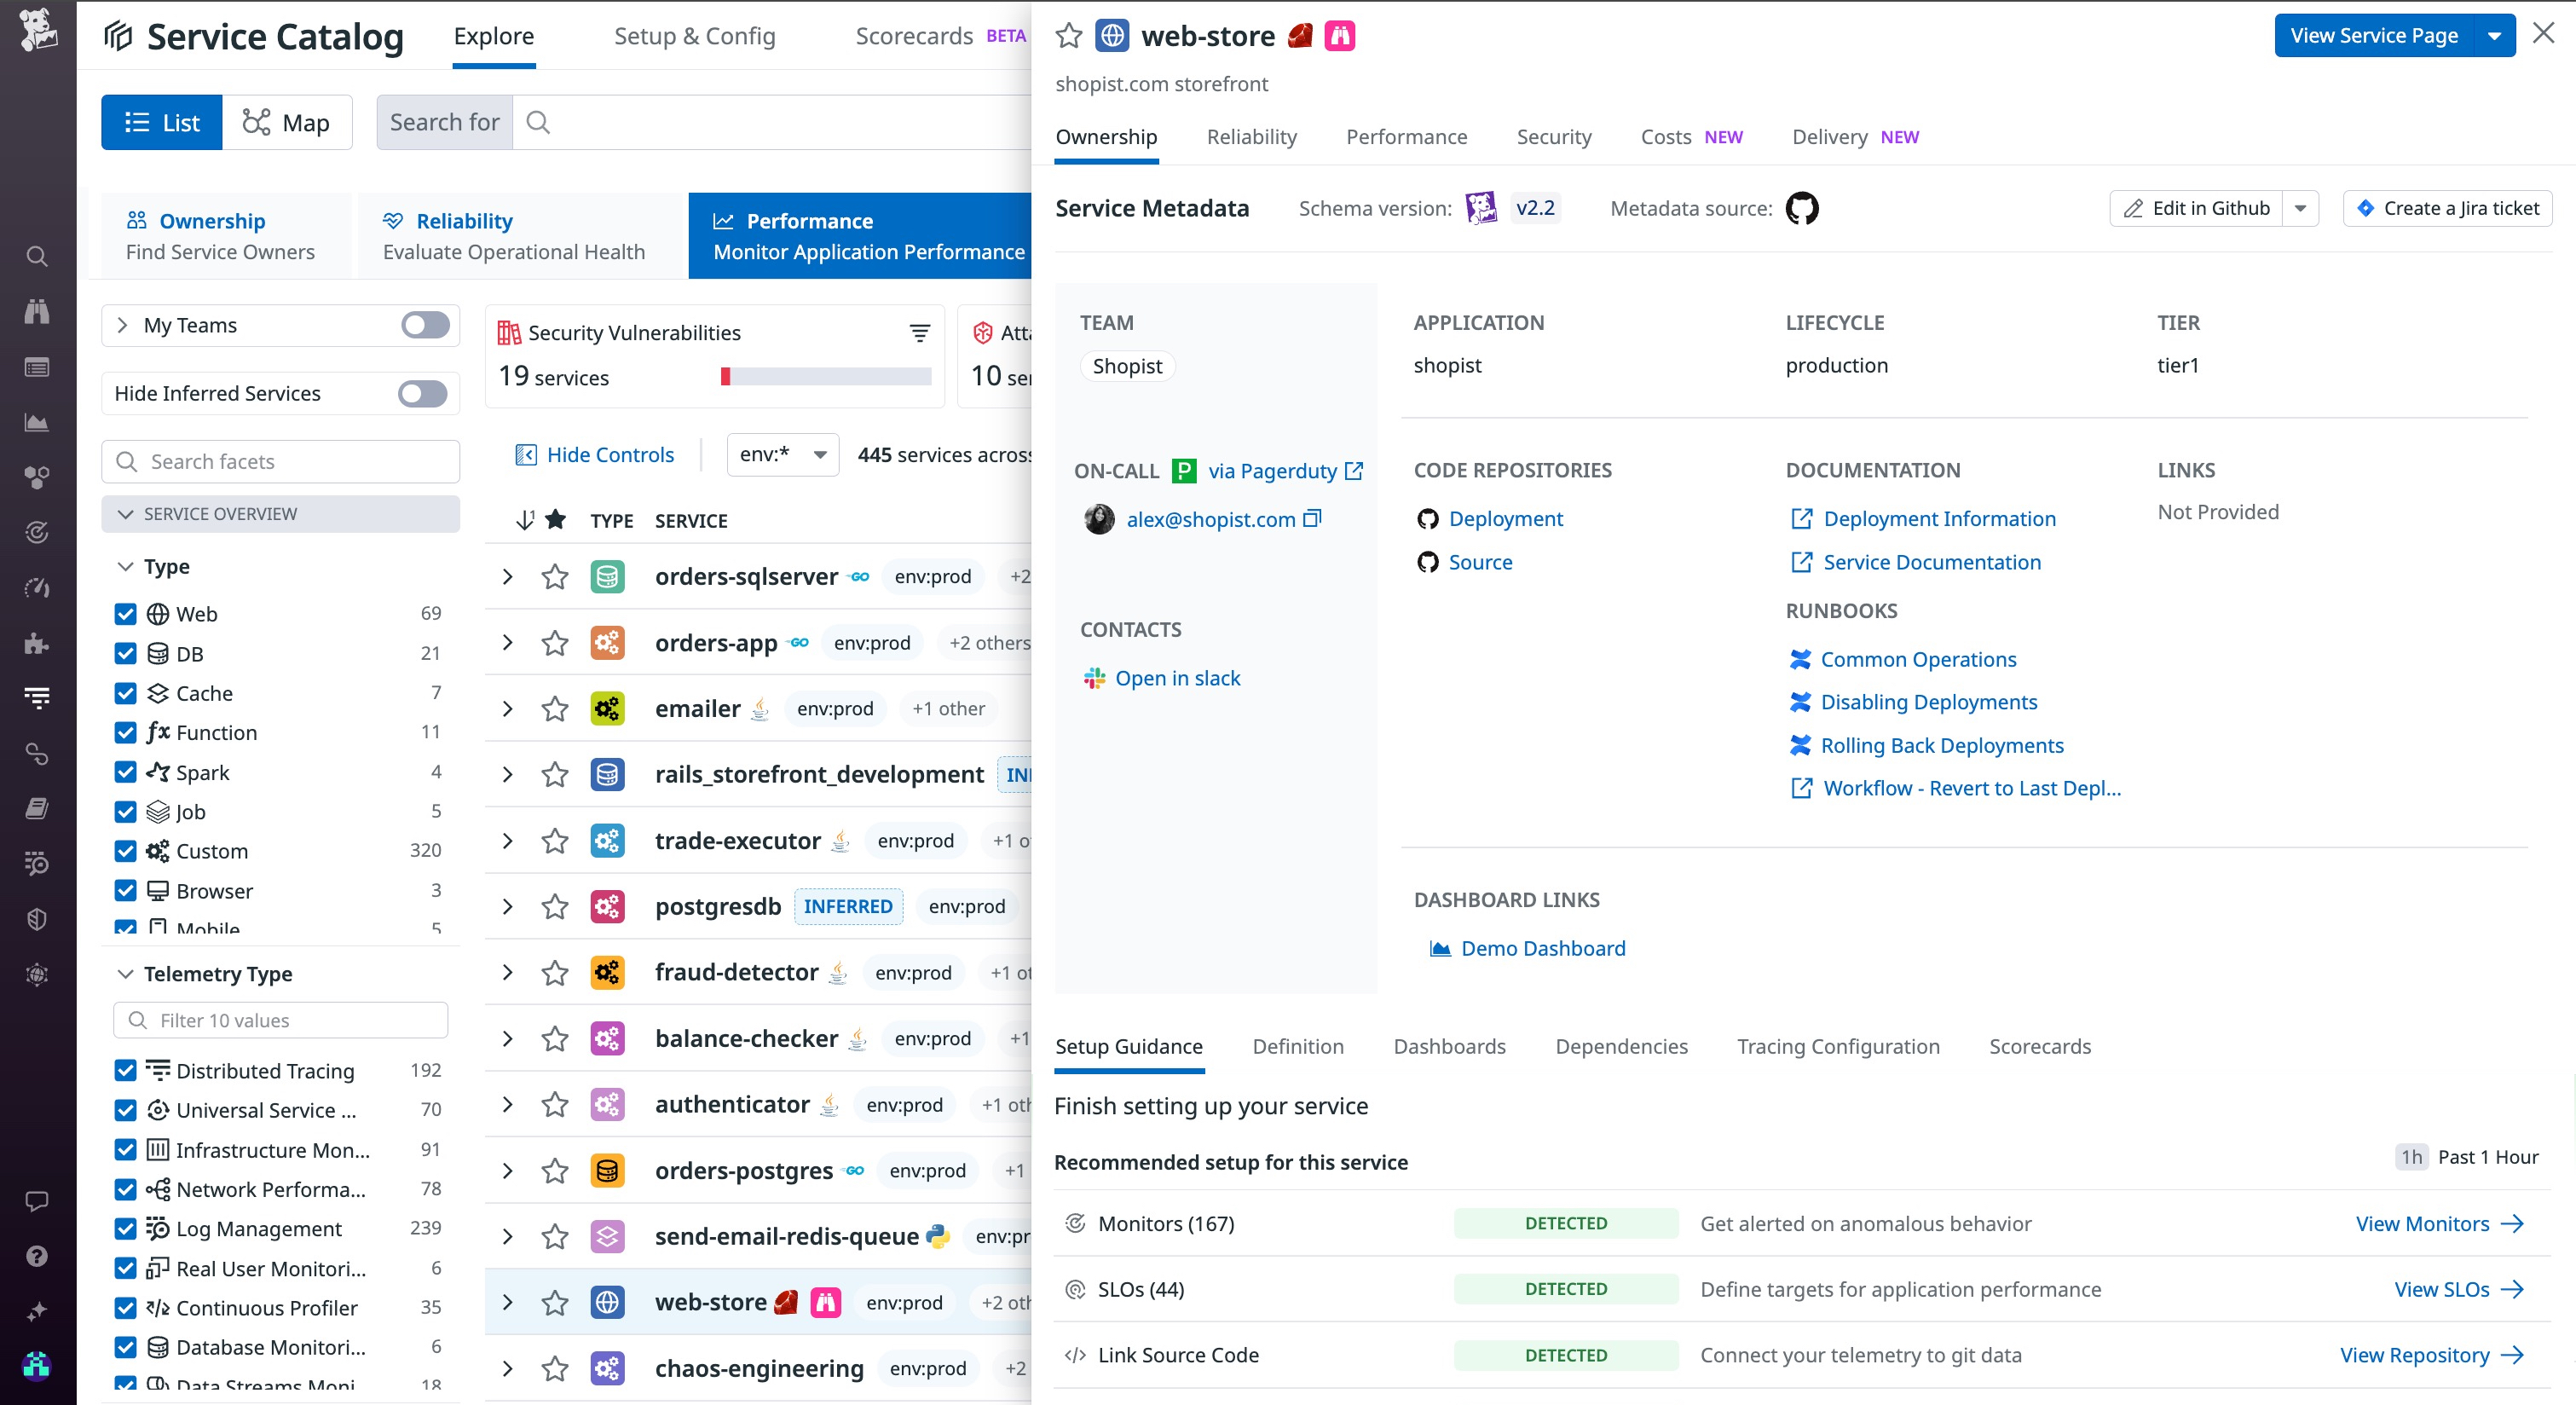 Service Catalog
Explore
Setup & Config
Scorecards BETA
List
Map
Search for
Ownership
Find Service Owners
Reliability
Evaluate Operational Health
Performance
Monitor Application Performance
My Teams
Hide Inferred Services
Search facets
SERVICE OVERVIEW
Type
Web 69
DB 21
Cache 7
Function 11
Spark 4
Job 5
Custom 320
Browser 3
Mobile 5
Telemetry Type
Filter 10 values
Distributed Tracing 192
Universal Service ... 70
Infrastructure Mon... 91
Network Performa... 78
Log Management 239
Real User Monitori... 6
Continuous Profiler 35
Database Monitori... 6
Data Streams Moni 18
Security Vulnerabilities
19 services
10
Hide Controls
env:*
445 services across
TYPE SERVICE
orders-sqlserver GO env:prod +2
orders-app GO env:prod +2 others
emailer env:prod +1 other
rails_storefront_development
trade-executor env:prod +1
postgresdb INFERRED env:prod
fraud-detector env:prod +1
balance-checker env:prod +1
authenticator env:prod +1
orders-postgres GO env:prod +1
send-email-redis-queue
web-store env:prod +2
chaos-engineering env:prod +2
web-store
View Service Page
shopist.com storefront
Ownership
Reliability
Performance
Security
Costs NEW
Delivery NEW
Service Metadata
Schema version: v2.2
Metadata source:
Edit in Github
Create a Jira ticket
TEAM
Shopist
ON-CALL P via Pagerduty
alex@shopist.com
CONTACTS
Open in slack
APPLICATION
shopist
LIFECYCLE
production
TIER
tier1
CODE REPOSITORIES
Deployment
Source
DOCUMENTATION
Deployment Information
Service Documentation
RUNBOOKS
Common Operations
Disabling Deployments
Rolling Back Deployments
Workflow - Revert to Last Depl...
LINKS
Not Provided
DASHBOARD LINKS
Demo Dashboard
Setup Guidance
Definition
Dashboards
Dependencies
Tracing Configuration
Scorecards
Finish setting up your service
Recommended setup for this service
1h Past 1 Hour
Monitors (167) DETECTED Get alerted on anomalous behavior View Monitors
SLOs (44) DETECTED Define targets for application performance View SLOs
Link Source Code DETECTED Connect your telemetry to git data View Repository